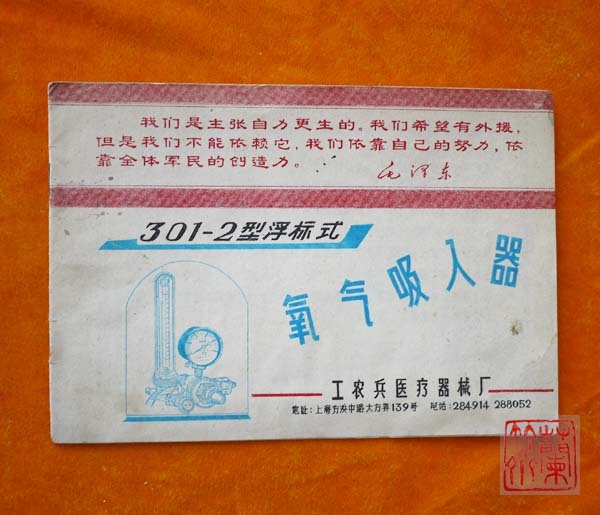 我们是主张自力更生的。我们希望有外援，
但是我们不能依赖它，我们依靠自己的努力，依
靠全体军民的创造力。
毛泽东
301-2型浮标式
氧气吸入器
工农兵医疗器械厂
地址：上海方浜中路大方弄139号 电话：284914 288052